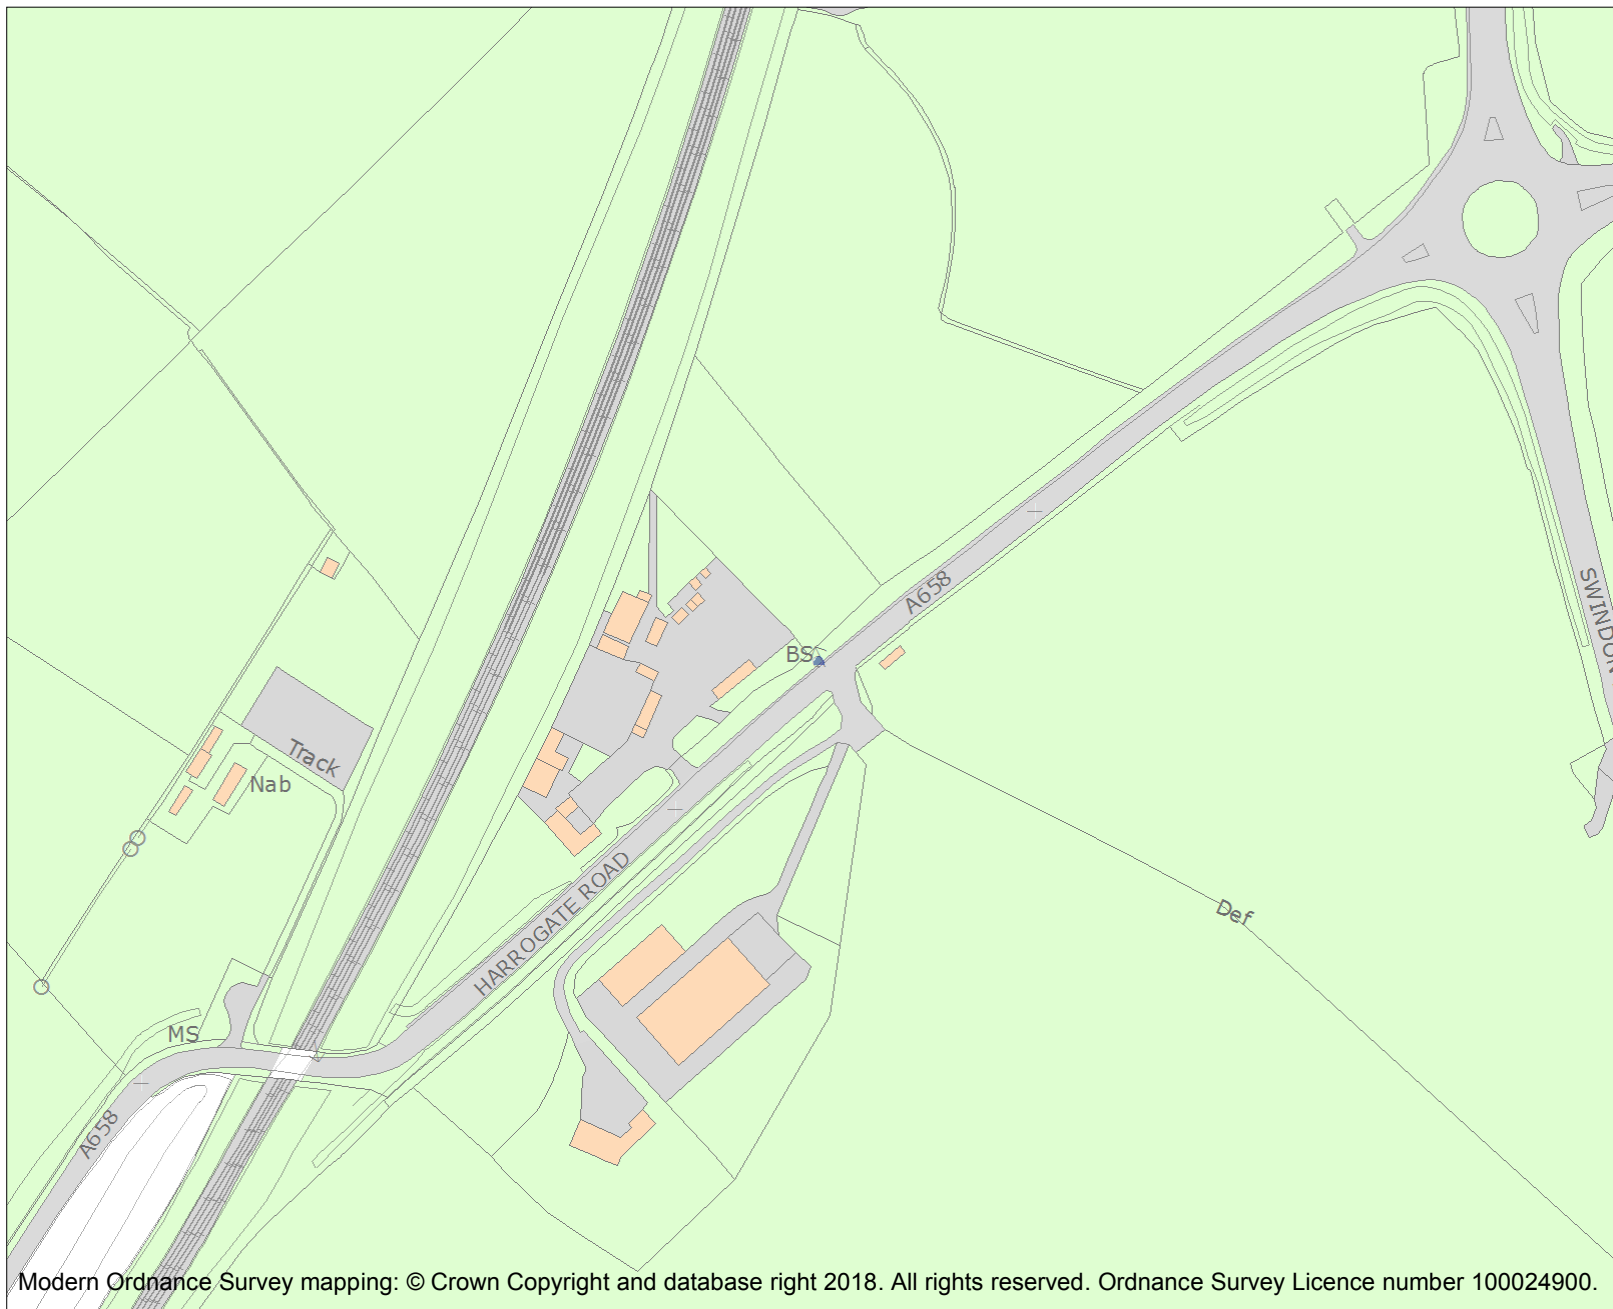 A658
BS
SWINDON
Track
Nab
HARROGATE ROAD
Def
MS
A658
Modern Ordnance Survey mapping: © Crown Copyright and database right 2018. All rights reserved. Ordnance Survey Licence number 100024900.